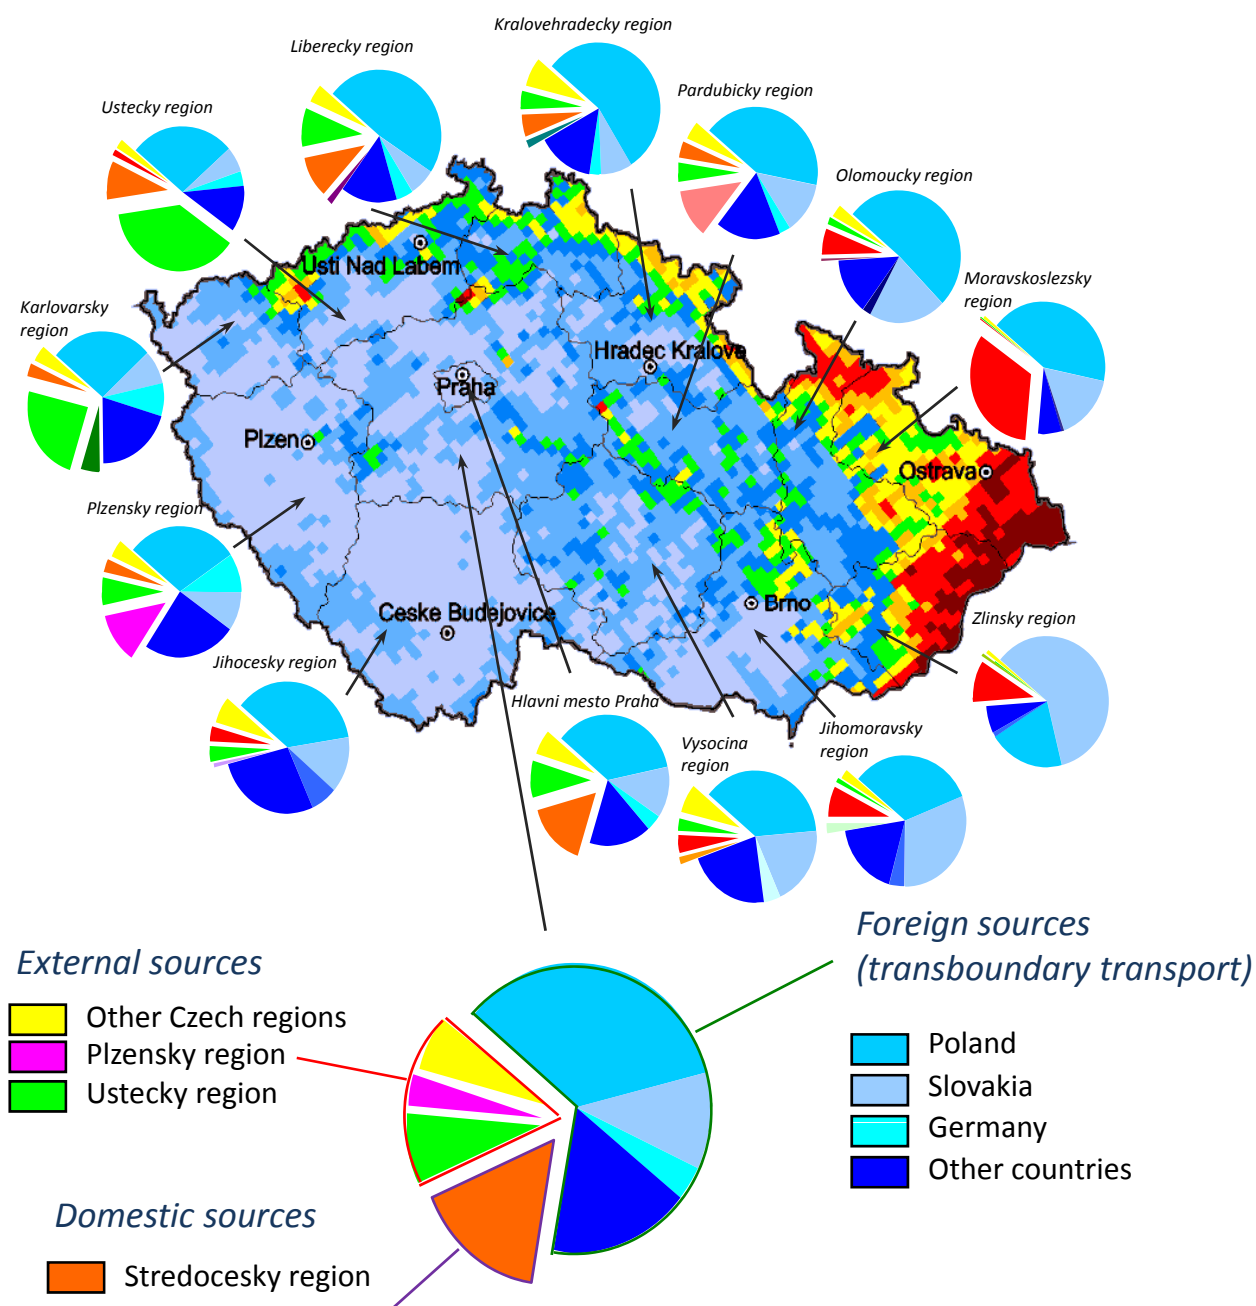 Kralovehradecky region
Liberecky region
Pardubicky region
Ustecky region
Olomoucky region
Moravskoslezsky
region
Karlovarsky
region
Usti Nad Labem
Hradec Kralove
Praha
Plzen
Ostrava
Plzensky region
Ceske Budejovice
Brno
Zlinsky region
Jihocesky region
Hlavni mesto Praha
Vysocina
region
Jihomoravsky
region
External sources
Other Czech regions
Plzensky region
Ustecky region
Domestic sources
Stredocesky region
Foreign sources
(transboundary transport)
Poland
Slovakia
Germany
Other countries